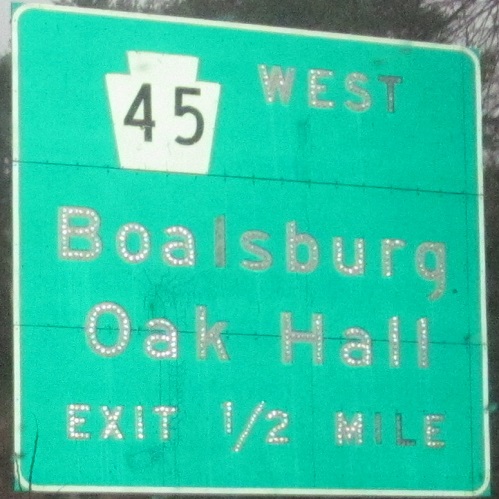 45 WEST
Boalsburg
Oak Hall
EXIT 1/2 MILE